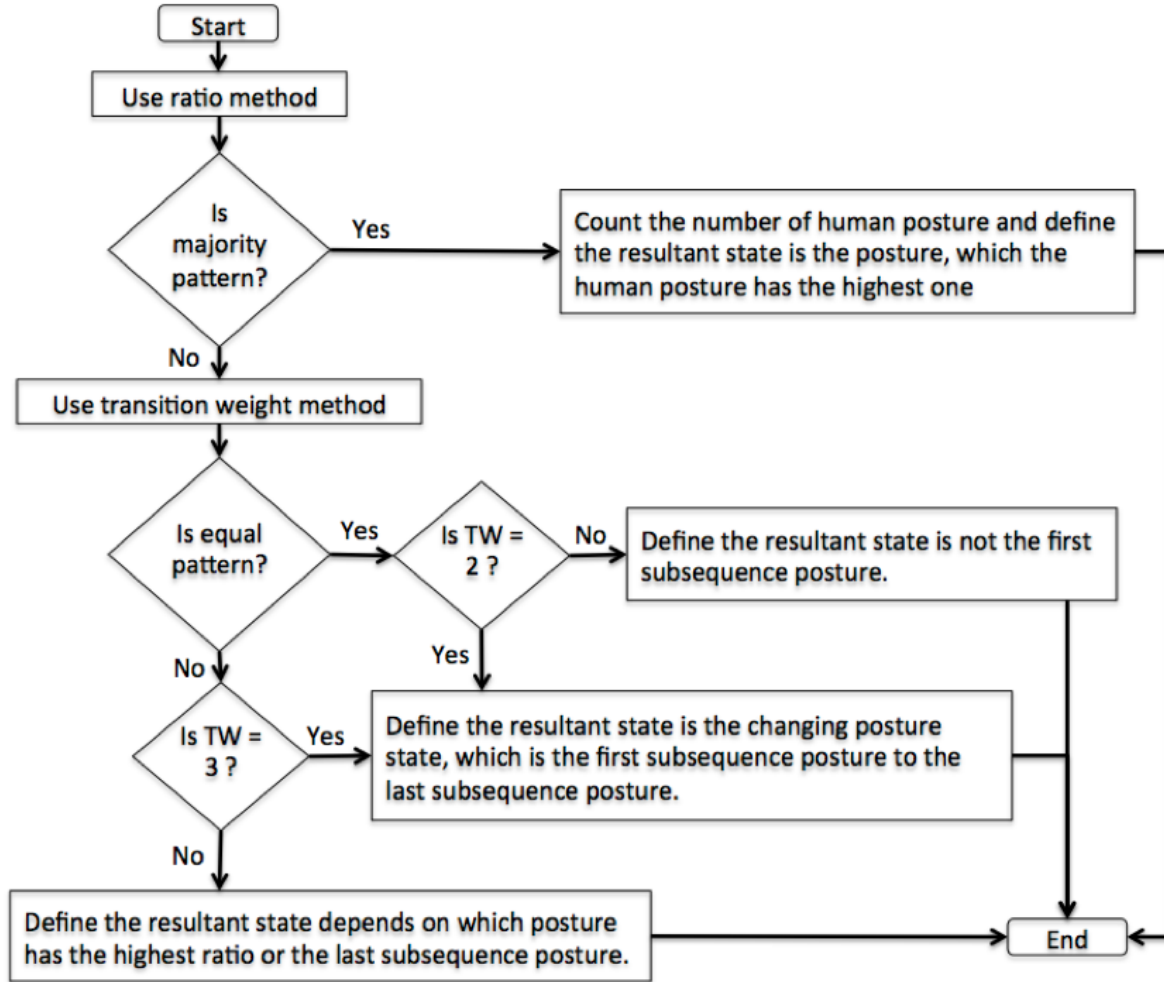 Start
Use ratio method
Is
majority
pattern?
Yes
Count the number of human posture and define
the resultant state is the posture, which the
human posture has the highest one
No
Use transition weight method
Is equal
pattern?
Yes
Is TW =
2 ?
No
Define the resultant state is not the first
subsequence posture.
Yes
No
Is TW =
3 ?
Yes
Define the resultant state is the changing posture
state, which is the first subsequence posture to the
last subsequence posture.
No
Define the resultant state depends on which posture
has the highest ratio or the last subsequence posture.
End